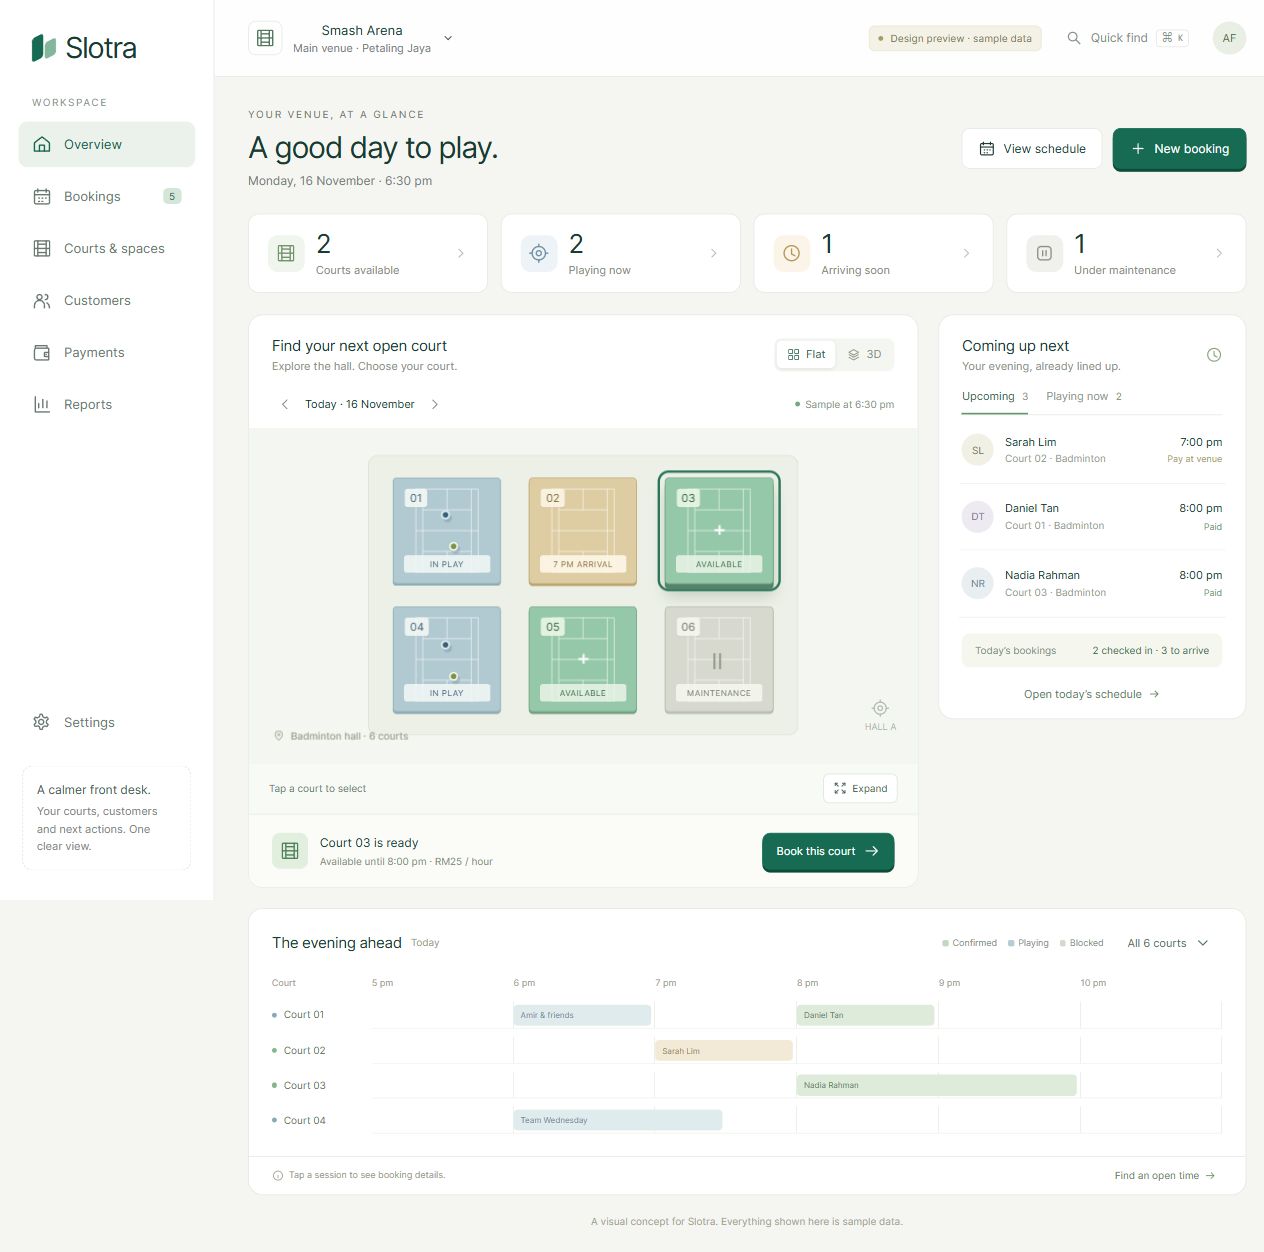 Slotra
WORKSPACE
Overview
Bookings 5
Courts & spaces
Customers
Payments
Reports
Settings
A calmer front desk.
Your courts, customers
and next actions. One
clear view.
Smash Arena
Main venue · Petaling Jaya
Design preview · sample data
Quick find ⌘ K
AF
YOUR VENUE, AT A GLANCE
A good day to play.
Monday, 16 November · 6:30 pm
View schedule
New booking
2
Courts available
2
Playing now
1
Arriving soon
1
Under maintenance
Find your next open court
Explore the hall. Choose your court.
Flat
3D
Today · 16 November
Sample at 6:30 pm
01
IN PLAY
02
7 PM ARRIVAL
03
AVAILABLE
04
IN PLAY
05
AVAILABLE
06
MAINTENANCE
Badminton hall · 6 courts
HALL A
Tap a court to select
Expand
Court 03 is ready
Available until 8:00 pm · RM25 / hour
Book this court
Coming up next
Your evening, already lined up.
Upcoming 3 Playing now 2
SL
Sarah Lim 7:00 pm
Court 02 · Badminton Pay at venue
DT
Daniel Tan 8:00 pm
Court 01 · Badminton Paid
NR
Nadia Rahman 8:00 pm
Court 03 · Badminton Paid
Today's bookings 2 checked in · 3 to arrive
Open today's schedule
The evening ahead Today
Confirmed Playing Blocked All 6 courts
Court 5 pm 6 pm 7 pm 8 pm 9 pm 10 pm
Court 01 Amir & friends Daniel Tan
Court 02 Sarah Lim
Court 03 Nadia Rahman
Court 04 Team Wednesday
Tap a session to see booking details.
Find an open time
A visual concept for Slotra. Everything shown here is sample data.